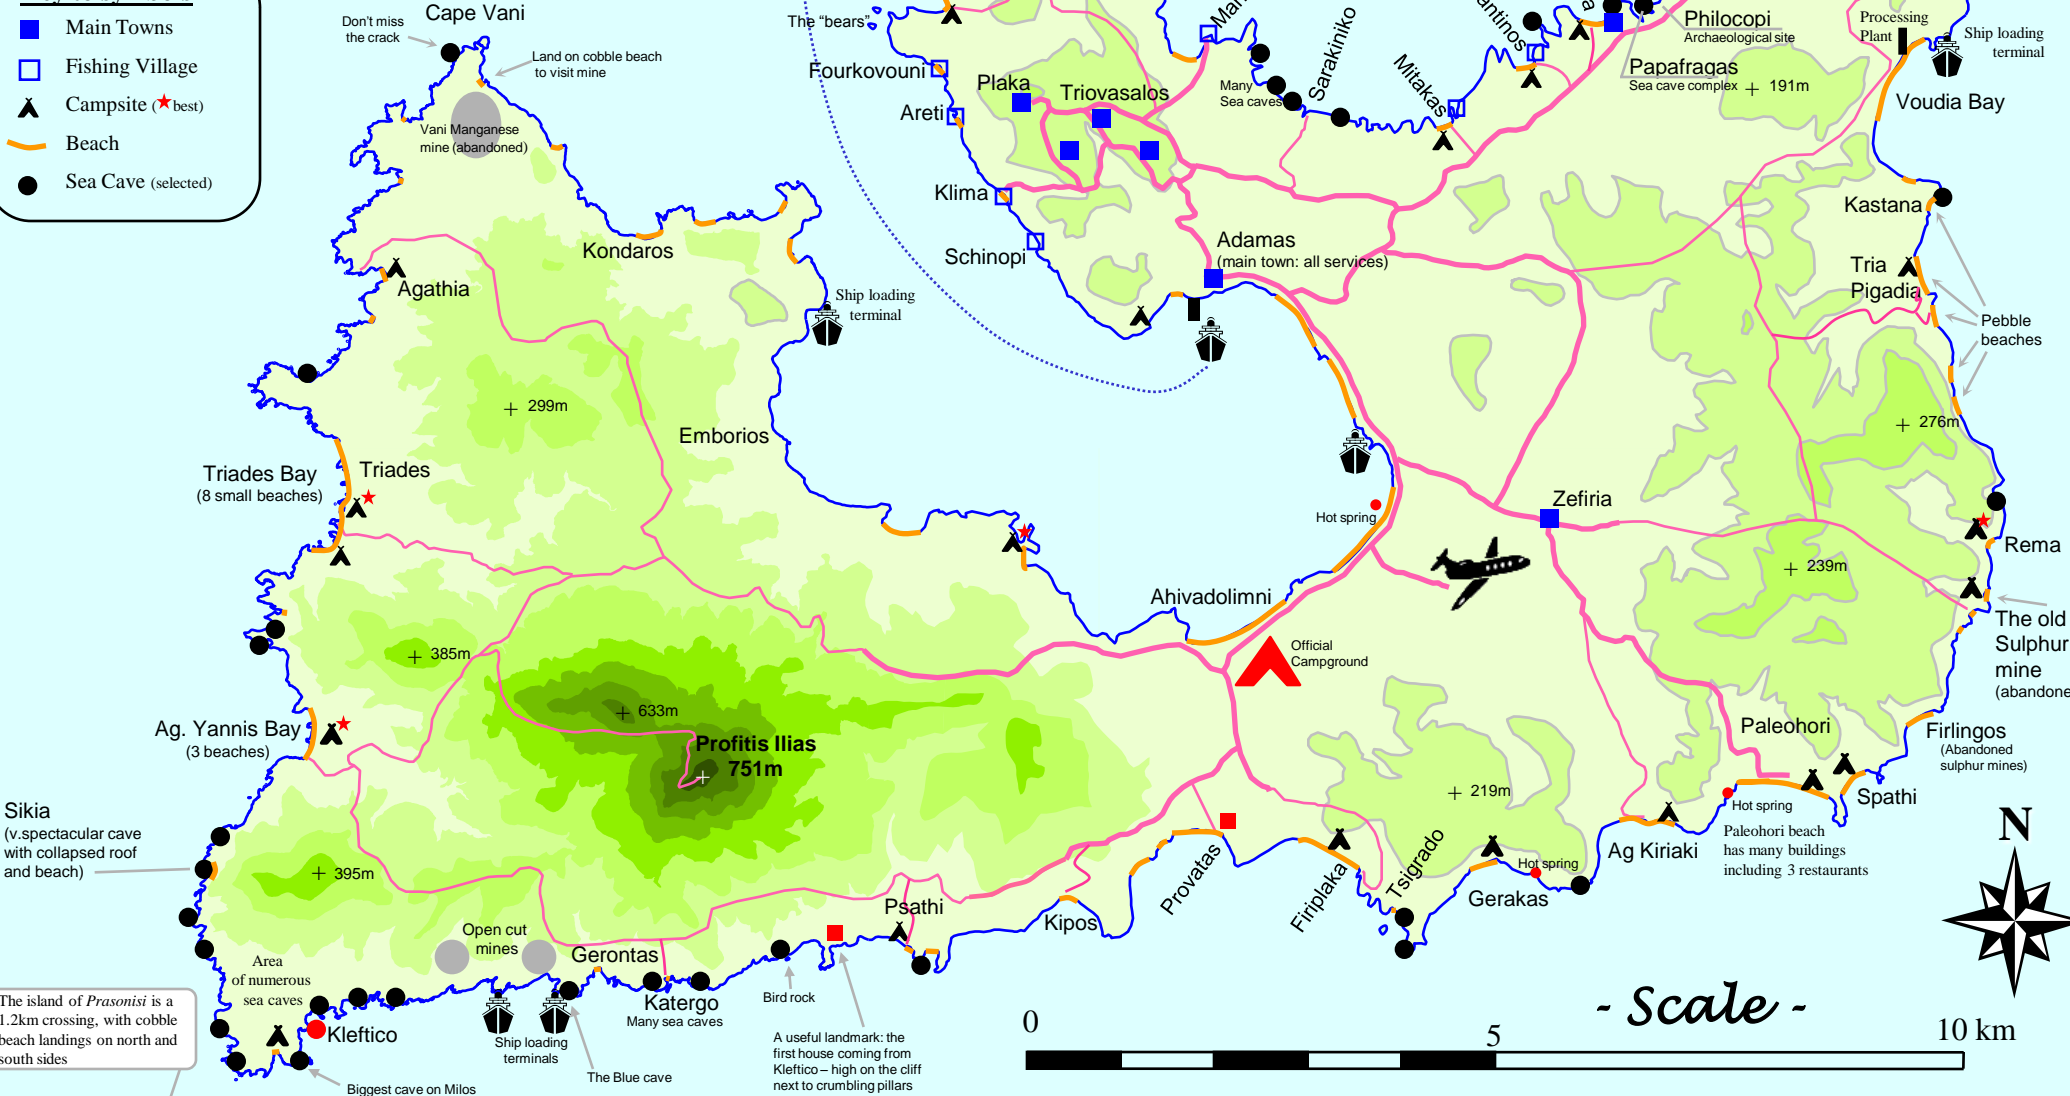 Main Towns
Fishing Village
Campsite (★best)
Beach
Sea Cave (selected)
Cape Vani
Don't miss
the crack
Land on cobble beach
to visit mine
Vani Manganese
mine (abandoned)
Kondaros
Agathia
Ship loading
terminal
299m
Emborios
Triades Bay
(8 small beaches)
Triades
385m
633m
Profitis Ilias
751m
Ag. Yannis Bay
(3 beaches)
Sikia
(v.spectacular cave
with collapsed roof
and beach)
395m
Open cut
mines
Area
of numerous
sea caves
The island of Prasonisi is a
1.2km crossing, with cobble
beach landings on north and
south sides
Kleftico
Biggest cave on Milos
Gerontas
Ship loading
terminals
The Blue cave
Katergo
Many sea caves
Bird rock
Psathi
A useful landmark: the
first house coming from
Kleftico – high on the cliff
next to crumbling pillars
Kipos
Provatas
Firiplaka
Tsigrado
Gerakas
Hot spring
219m
Ag Kiriaki
Paleohori
Hot spring
Paleohori beach
has many buildings
including 3 restaurants
Spathi
Firlingos
(Abandoned
sulphur mines)
The old
Sulphur
mine
(abandone
Rema
239m
276m
Zefiria
Hot spring
Ahivadolimni
Official
Campground
The "bears"
Fourkovouni
Areti
Klima
Schinopi
Plaka
Triovasalos
Adamas
(main town: all services)
Many
Sea caves
Sarakiniko
Mitakas
antinos
Philocopi
Archaeological site
Papafragas
Sea cave complex
191m
Processing
Plant
Ship loading
terminal
Voudia Bay
Kastana
Tria
Pigadia
Pebble
beaches
N
- Scale -
0
5
10 km